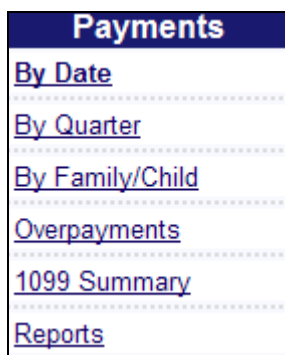 Payments
By Date
By Quarter
By Family/Child
Overpayments
1099 Summary
Reports